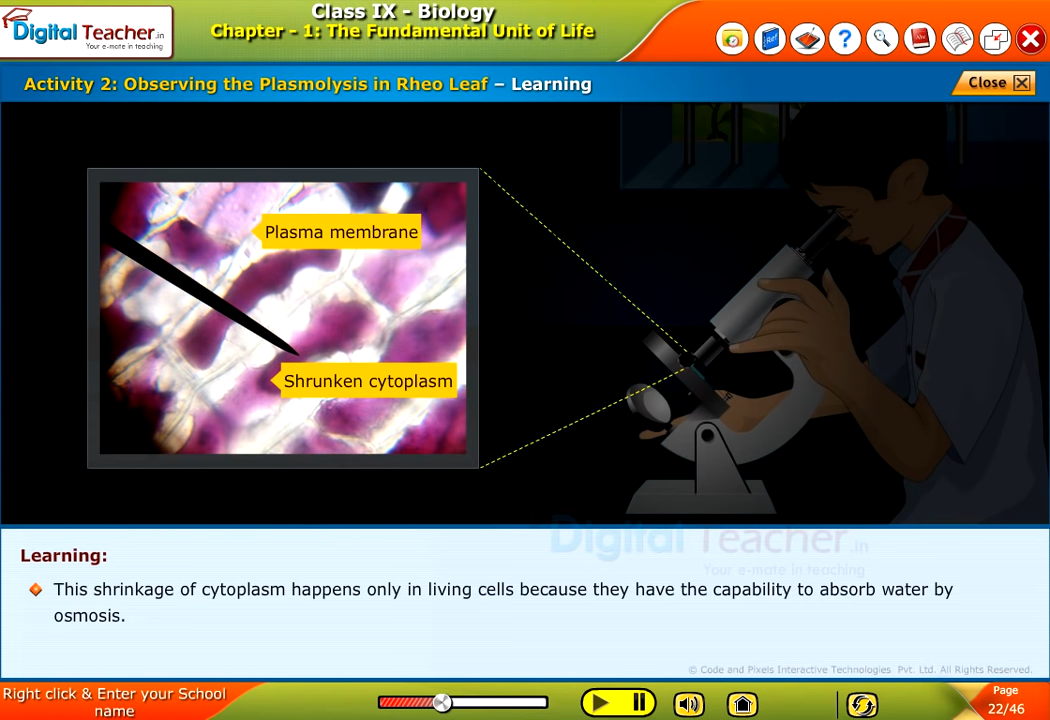 Class IX - Biology
Chapter - 1: The Fundamental Unit of Life
Digital Teacher.in
Your e-mate in teaching
Ref
?
Activity 2: Observing the Plasmolysis in Rheo Leaf – Learning
Close
Plasma membrane
Shrunken cytoplasm
Digital Teacher.in
Your e-mate in teaching
Learning:
This shrinkage of cytoplasm happens only in living cells because they have the capability to absorb water by
osmosis.
© Code and Pixels Interactive Technologies Pvt. Ltd. All Rights Reserved.
Right click & Enter your School
name
Page
22/46